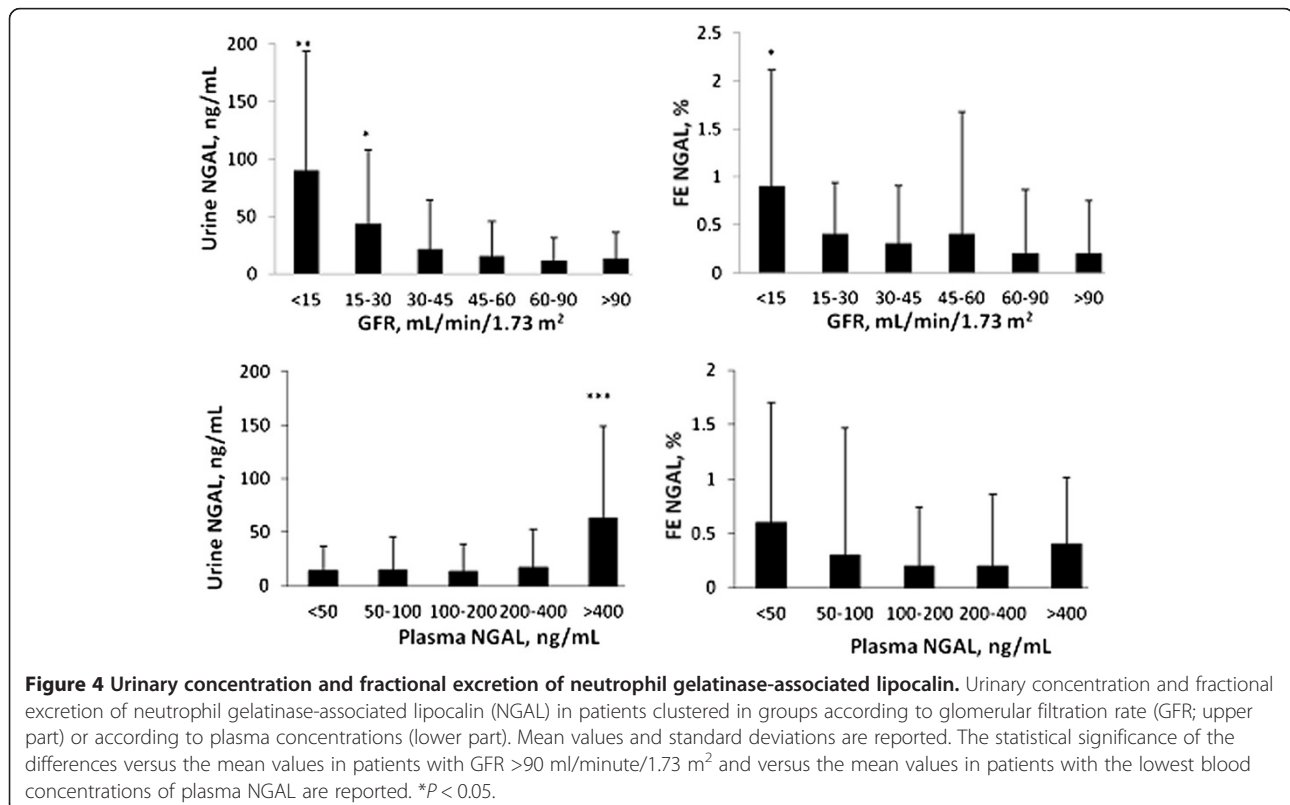 **
200
150
100
50
0
Urine NGAL, ng/mL
*
<15 15-30 30-45 45-60 60-90 >90
GFR, mL/min/1.73 m²
2.5
2
1.5
1
0.5
0
FE NGAL, %
*
<15 15-30 30-45 45-60 60-90 >90
GFR, mL/min/1.73 m²
200
150
100
50
0
Urine NGAL, ng/mL
***
<50 50-100 100-200 200-400 >400
Plasma NGAL, ng/mL
2
1.5
1
0.5
0
FE NGAL, %
<50 50-100 100-200 200-400 >400
Plasma NGAL, ng/mL
Figure 4 Urinary concentration and fractional excretion of neutrophil gelatinase-associated lipocalin. Urinary concentration and fractional
excretion of neutrophil gelatinase-associated lipocalin (NGAL) in patients clustered in groups according to glomerular filtration rate (GFR; upper
part) or according to plasma concentrations (lower part). Mean values and standard deviations are reported. The statistical significance of the
differences versus the mean values in patients with GFR >90 ml/minute/1.73 m² and versus the mean values in patients with the lowest blood
concentrations of plasma NGAL are reported. *P < 0.05.